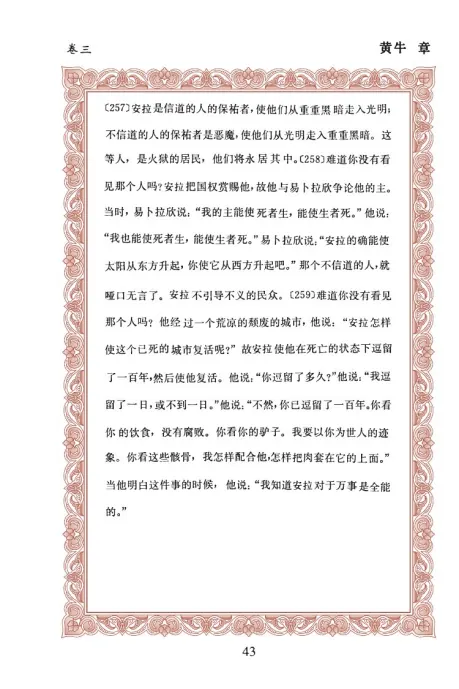 卷三
黄牛 章
〔257〕安拉是信道的人的保祐者，使他们从重重黑暗走入光明；
不信道的人的保祐者是恶魔，使他们从光明走入重重黑暗。这
等人，是火狱的居民，他们将永居其中。〔258〕难道你没有看
见那个人吗？安拉把国权赏赐他，故他与易卜拉欣争论他的主。
当时，易卜拉欣说：“我的主能使死者生，能使生者死。”他说：
“我也能使死者生，能使生者死。”易卜拉欣说：“安拉的确能使
太阳从东方升起，你使它从西方升起吧。”那个不信道的人，就
哑口无言了。安拉不引导不义的民众。〔259〕难道你没有看见
那个人吗？他经过一个荒凉的颓废的城市，他说：“安拉怎样
使这个已死的城市复活呢？”故安拉使他在死亡的状态下逗留
了一百年，然后使他复活。他说：“你逗留了多久？”他说：“我逗
留了一日，或不到一日。”他说：“不然，你已逗留了一百年。你看
你的饮食，没有腐败。你看你的驴子。我要以你为世人的迹
象。你看这些骸骨，我怎样配合他，怎样把肉套在它的上面。”
当他明白这件事的时候，他说：“我知道安拉对于万事是全能
的。”
43